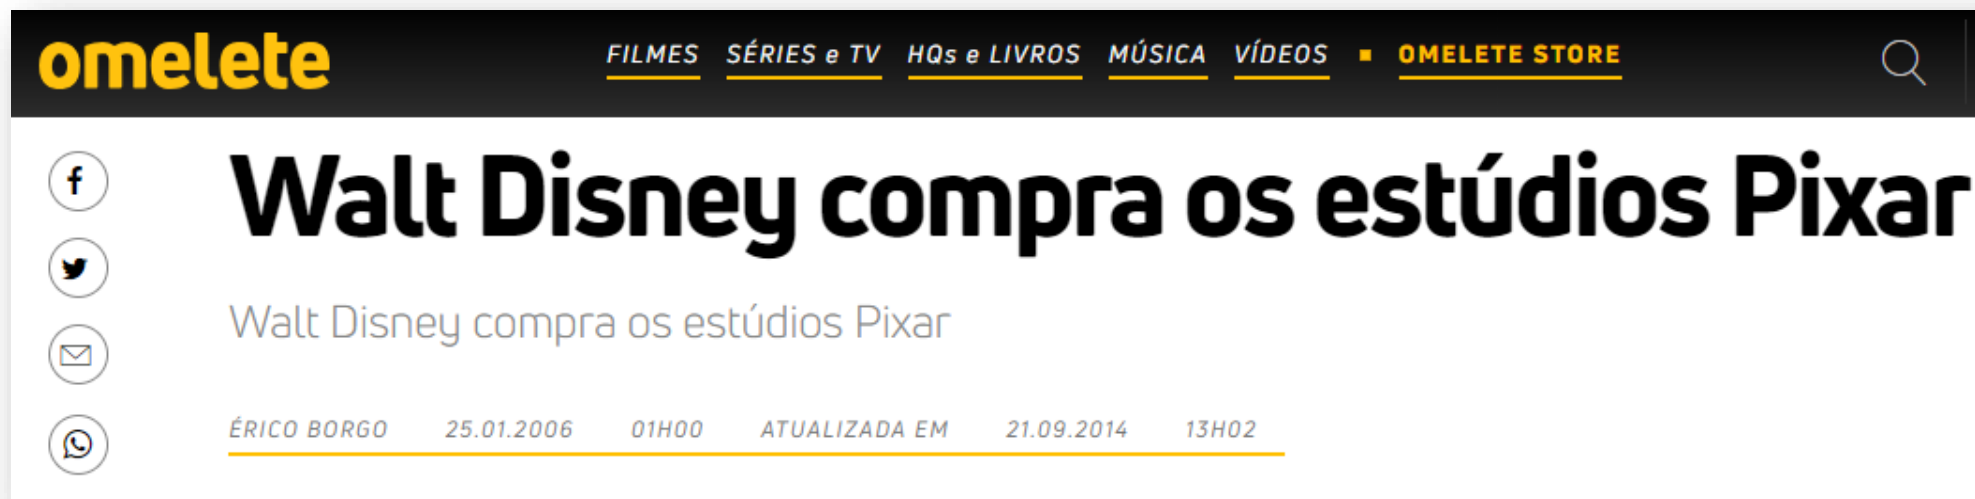 omelete FILMES SÉRIES e TV HQs e LIVROS MÚSICA VÍDEOS OMELETE STORE
Walt Disney compra os estúdios Pixar
Walt Disney compra os estúdios Pixar
ÉRICO BORGO 25.01.2006 01H00 ATUALIZADA EM 21.09.2014 13H02